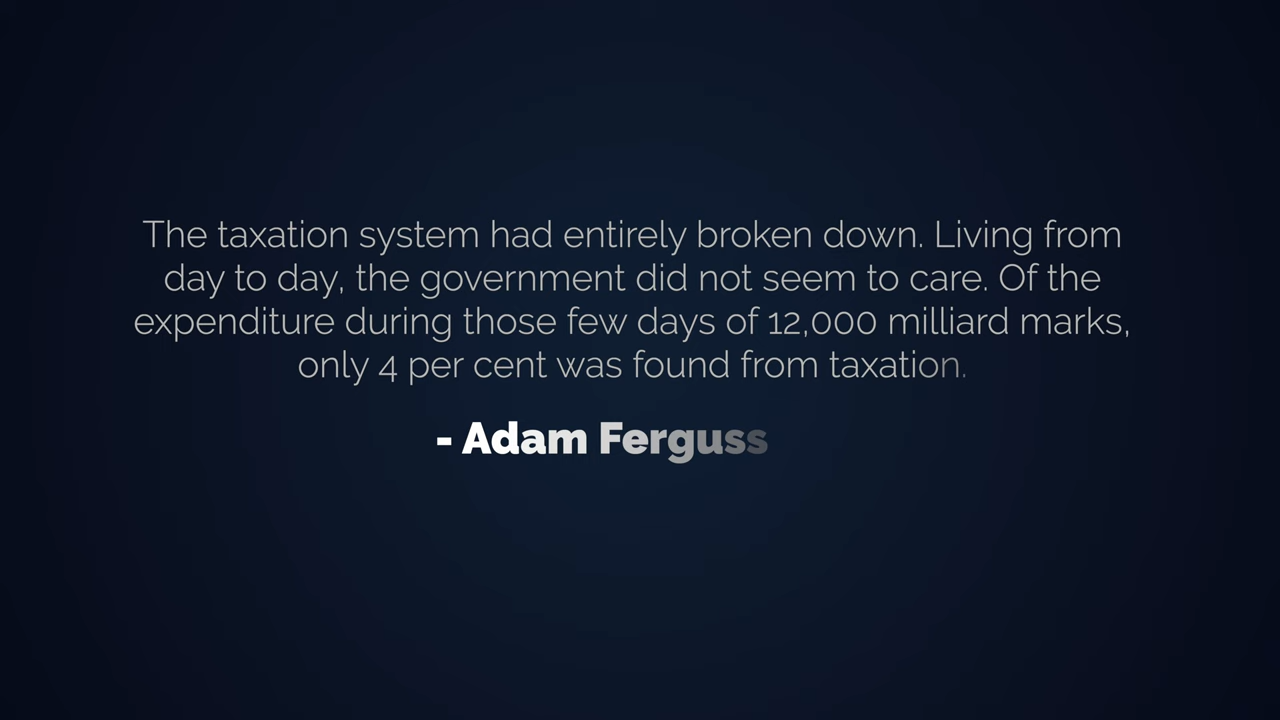 The taxation system had entirely broken down. Living from
day to day, the government did not seem to care. Of the
expenditure during those few days of 12,000 milliard marks,
only 4 per cent was found from taxation.
- Adam Ferguss